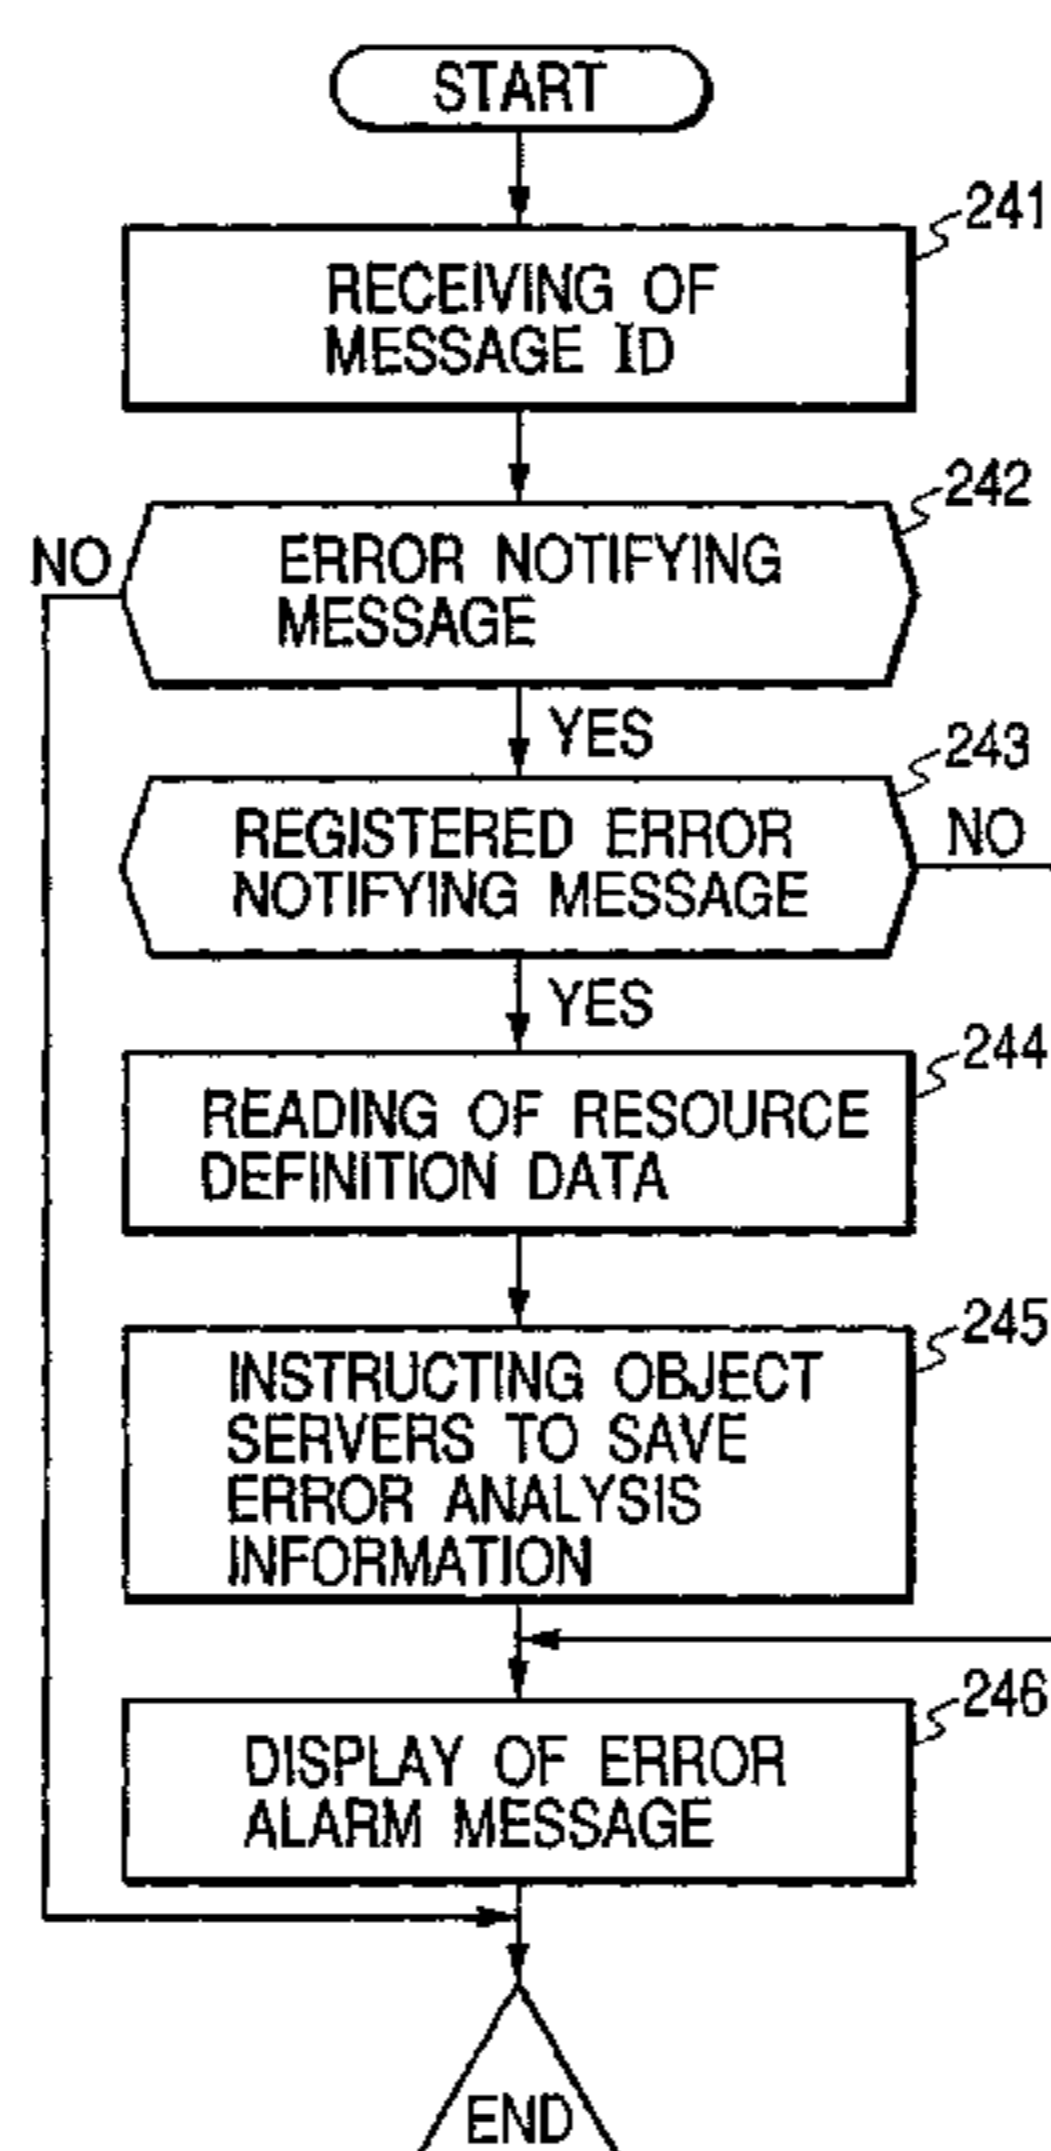 START
241
RECEIVING OF
MESSAGE ID
242
NO
ERROR NOTIFYING
MESSAGE
YES
243
REGISTERED ERROR
NOTIFYING MESSAGE
NO
YES
244
READING OF RESOURCE
DEFINITION DATA
245
INSTRUCTING OBJECT
SERVERS TO SAVE
ERROR ANALYSIS
INFORMATION
246
DISPLAY OF ERROR
ALARM MESSAGE
END